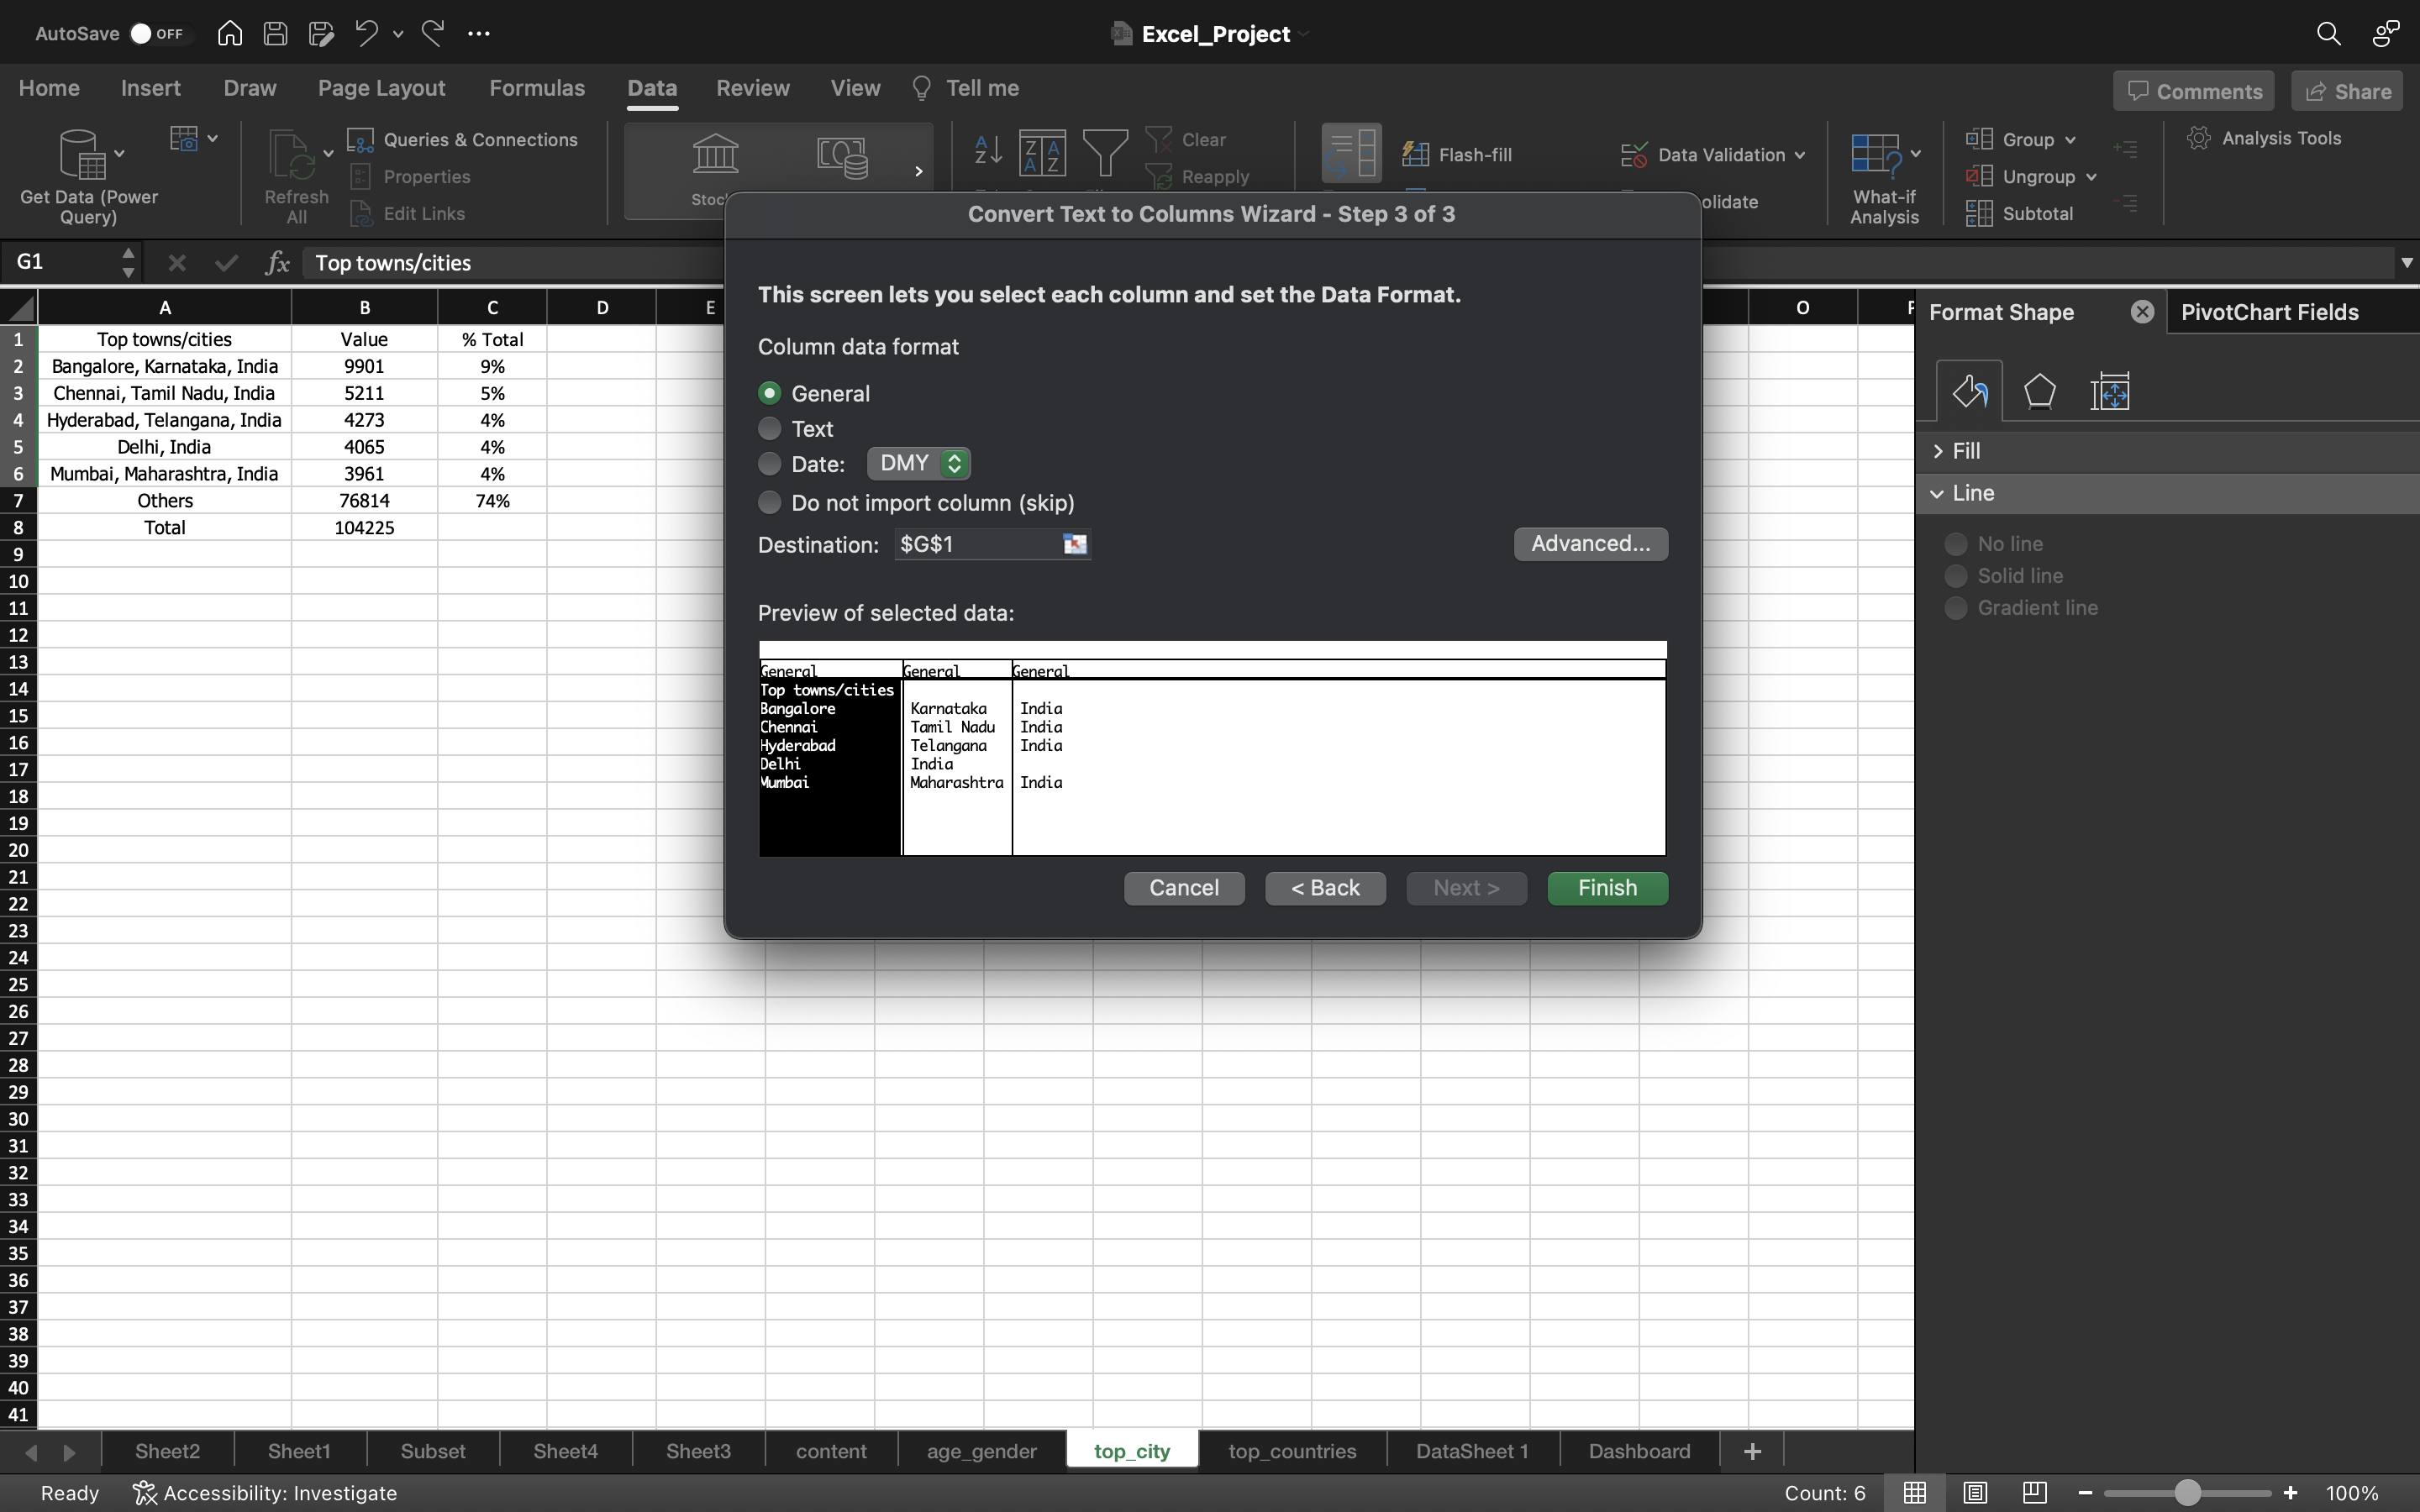 AutoSave OFF
Excel_Project
Home Insert Draw Page Layout Formulas Data Review View Tell me
Comments Share
Get Data (Power Query)
Refresh All
Queries & Connections
Properties
Edit Links
Clear
Reapply
Flash-fill
Data Validation
What-if Analysis
Group
Ungroup
Subtotal
Analysis Tools
G1 fx Top towns/cities
A B C D E O
1 Top towns/cities Value % Total
2 Bangalore, Karnataka, India 9901 9%
3 Chennai, Tamil Nadu, India 5211 5%
4 Hyderabad, Telangana, India 4273 4%
5 Delhi, India 4065 4%
6 Mumbai, Maharashtra, India 3961 4%
7 Others 76814 74%
8 Total 104225
9
10
11
12
13
14
15
16
17
18
19
20
21
22
23
24
25
26
27
28
29
30
31
32
33
34
35
36
37
38
39
40
41
Convert Text to Columns Wizard - Step 3 of 3
This screen lets you select each column and set the Data Format.
Column data format
General
Text
Date: DMY
Do not import column (skip)
Destination: $G$1
Advanced...
Preview of selected data:
General General General
Top towns/cities
Bangalore Karnataka India
Chennai Tamil Nadu India
Hyderabad Telangana India
Delhi India
Mumbai Maharashtra India
Cancel < Back Next > Finish
Format Shape PivotChart Fields
Fill
Line
No line
Solid line
Gradient line
Sheet2 Sheet1 Subset Sheet4 Sheet3 content age_gender top_city top_countries DataSheet 1 Dashboard +
Ready Accessibility: Investigate Count: 6 - + 100%